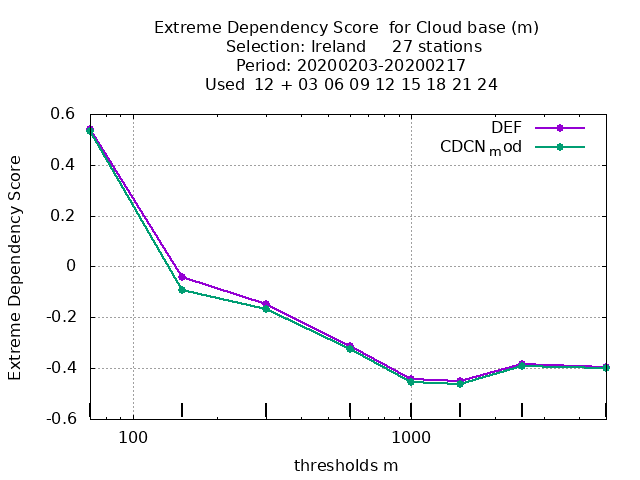 Extreme Dependency Score  for Cloud base (m)
Selection: Ireland     27 stations
Period: 20200203-20200217
Used  12 + 03 06 09 12 15 18 21 24
DEF
CDCNmod
Extreme Dependency Score
0.6
0.4
0.2
0
-0.2
-0.4
-0.6
100
1000
thresholds m